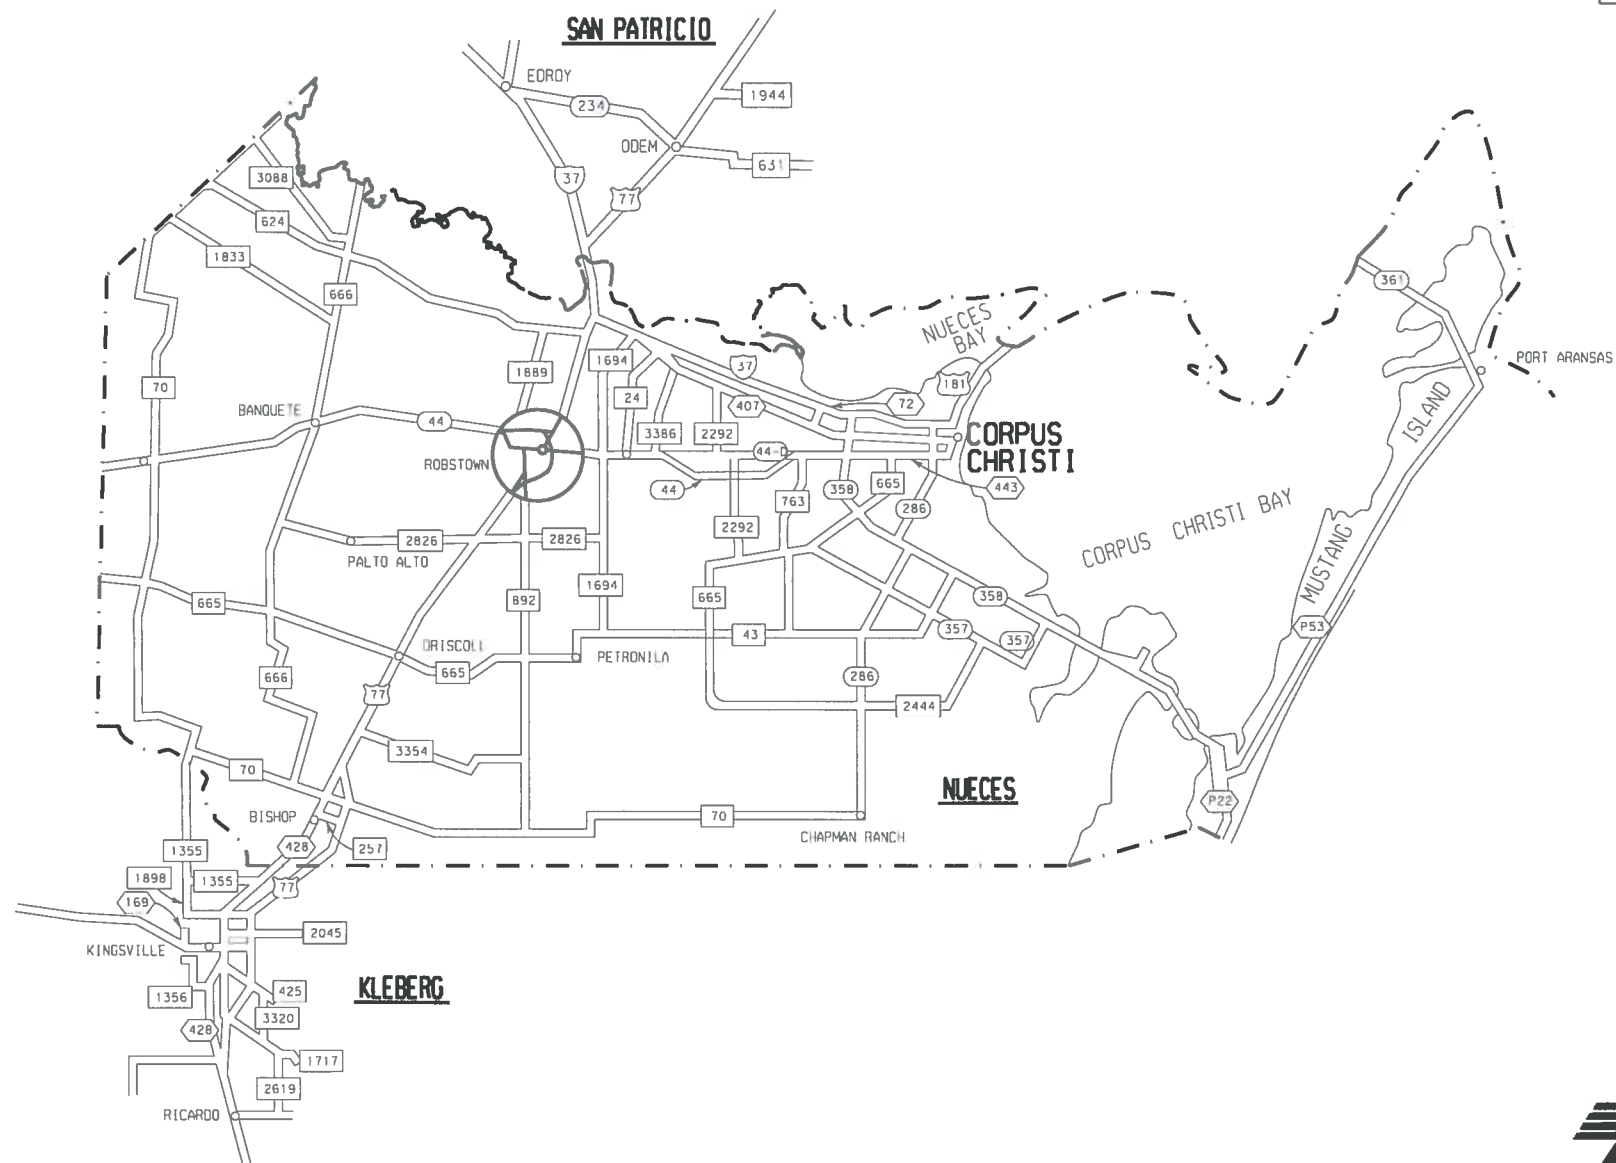 SAN PATRICIO
EDROY
234
1944
ODEM
631
37
77
3088
624
1833
666
361
NUECES
BAY
PORT ARANSAS
1694
37
1889
181
70
24
72
407
BANQUETE
44
ISLAND
3386
2292
CORPUS
CHRISTI
44-D
ROBSTOWN
44
358
665
443
763
286
2292
CORPUS CHRISTI BAY
2826
2826
PALTO ALTO
MUSTANG
1694
665
892
665
358
P53
43
357
357
DRISCOLL
PETRONILA
665
666
286
77
2444
3354
70
NUECES
P22
BISHOP
70
CHAPMAN RANCH
428
257
1355
1898
1355
77
169
2045
KINGSVILLE
KLEBERG
425
1356
3320
428
1717
2619
RICARDO